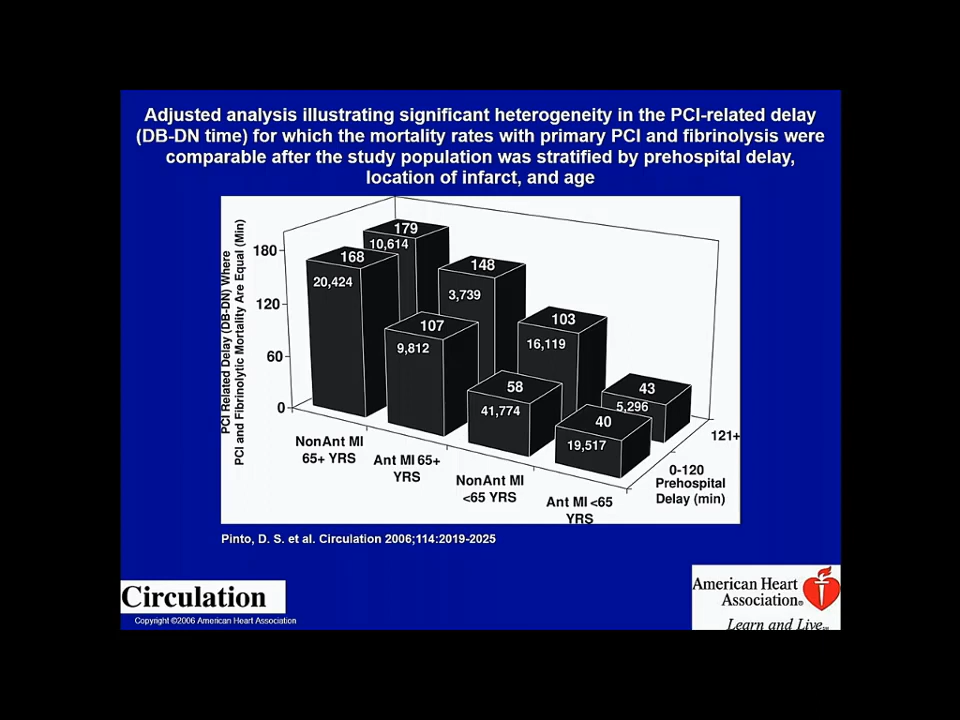 Adjusted analysis illustrating significant heterogeneity in the PCI-related delay
(DB-DN time) for which the mortality rates with primary PCI and fibrinolysis were
comparable after the study population was stratified by prehospital delay,
location of infarct, and age
PCI Related Delay (DB-DN) Where
PCI and Fibrinolytic Mortality Are Equal (Min)
180
120
60
0
179
10,614
168
20,424
148
3,739
107
9,812
103
16,119
58
41,774
43
5,296
40
19,517
NonAnt MI
65+ YRS
Ant MI 65+
YRS
NonAnt MI
<65 YRS
Ant MI <65
YRS
121+
0-120
Prehospital
Delay (min)
Pinto, D. S. et al. Circulation 2006;114:2019-2025
Circulation
Copyright ©2006 American Heart Association
American Heart
Association®
Learn and Live℠